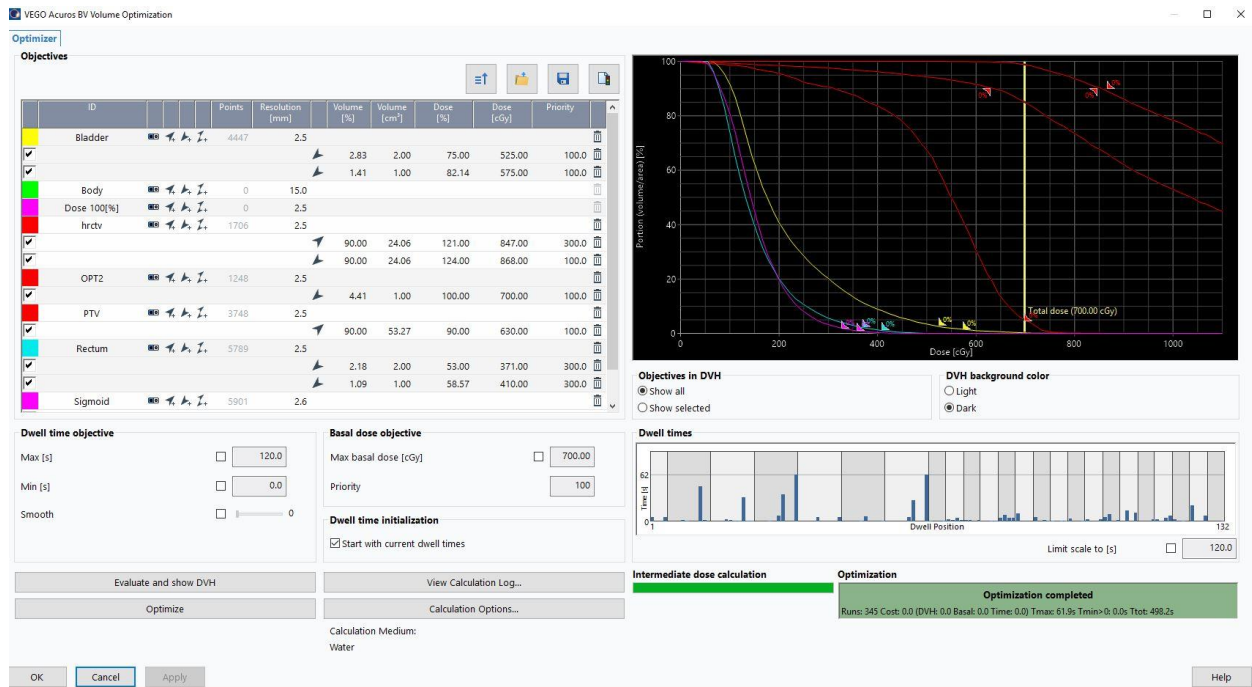 VEGO Acuros BV Volume Optimization
Optimizer
Objectives
ID Points Resolution [mm] Volume [%] Volume [cm³] Dose [%] Dose [cGy] Priority
Bladder 4447 2.5
2.83 2.00 75.00 525.00 100.0
1.41 1.00 82.14 575.00 100.0
Body 0 15.0
Dose 100[%] 0 2.5
hrctv 1706 2.5
90.00 24.06 121.00 847.00 300.0
90.00 24.06 124.00 868.00 300.0
OPT2 1248 2.5
4.41 1.00 100.00 700.00 100.0
PTV 3748 2.5
90.00 53.27 90.00 630.00 100.0
Rectum 5789 2.5
2.18 2.00 53.00 371.00 300.0
1.09 1.00 58.57 410.00 300.0
Sigmoid 5901 2.6
Portion (volume/area) [%]
100
80
60
40
20
0
0% 0% 0%
0% 0% 0% 0% 0%
Total dose (700.00 cGy)
0 200 400 600 800 1000
Dose [cGy]
Objectives in DVH
Show all
Show selected
DVH background color
Light
Dark
Dwell time objective
Max [s] 120.0
Min [s] 0.0
Smooth 0
Basal dose objective
Max basal dose [cGy] 700.00
Priority 100
Dwell time initialization
Start with current dwell times
Dwell times
Time [s]
62
0
1 Dwell Position 132
Limit scale to [s] 120.0
Evaluate and show DVH
View Calculation Log...
Optimize
Calculation Options...
Calculation Medium:
Water
Intermediate dose calculation
Optimization
Optimization completed
Runs: 345 Cost: 0.0 (DVH: 0.0 Basal: 0.0 Time: 0.0) Tmax: 61.9s Tmin>0: 0.0s Ttot: 498.2s
OK Cancel Apply Help